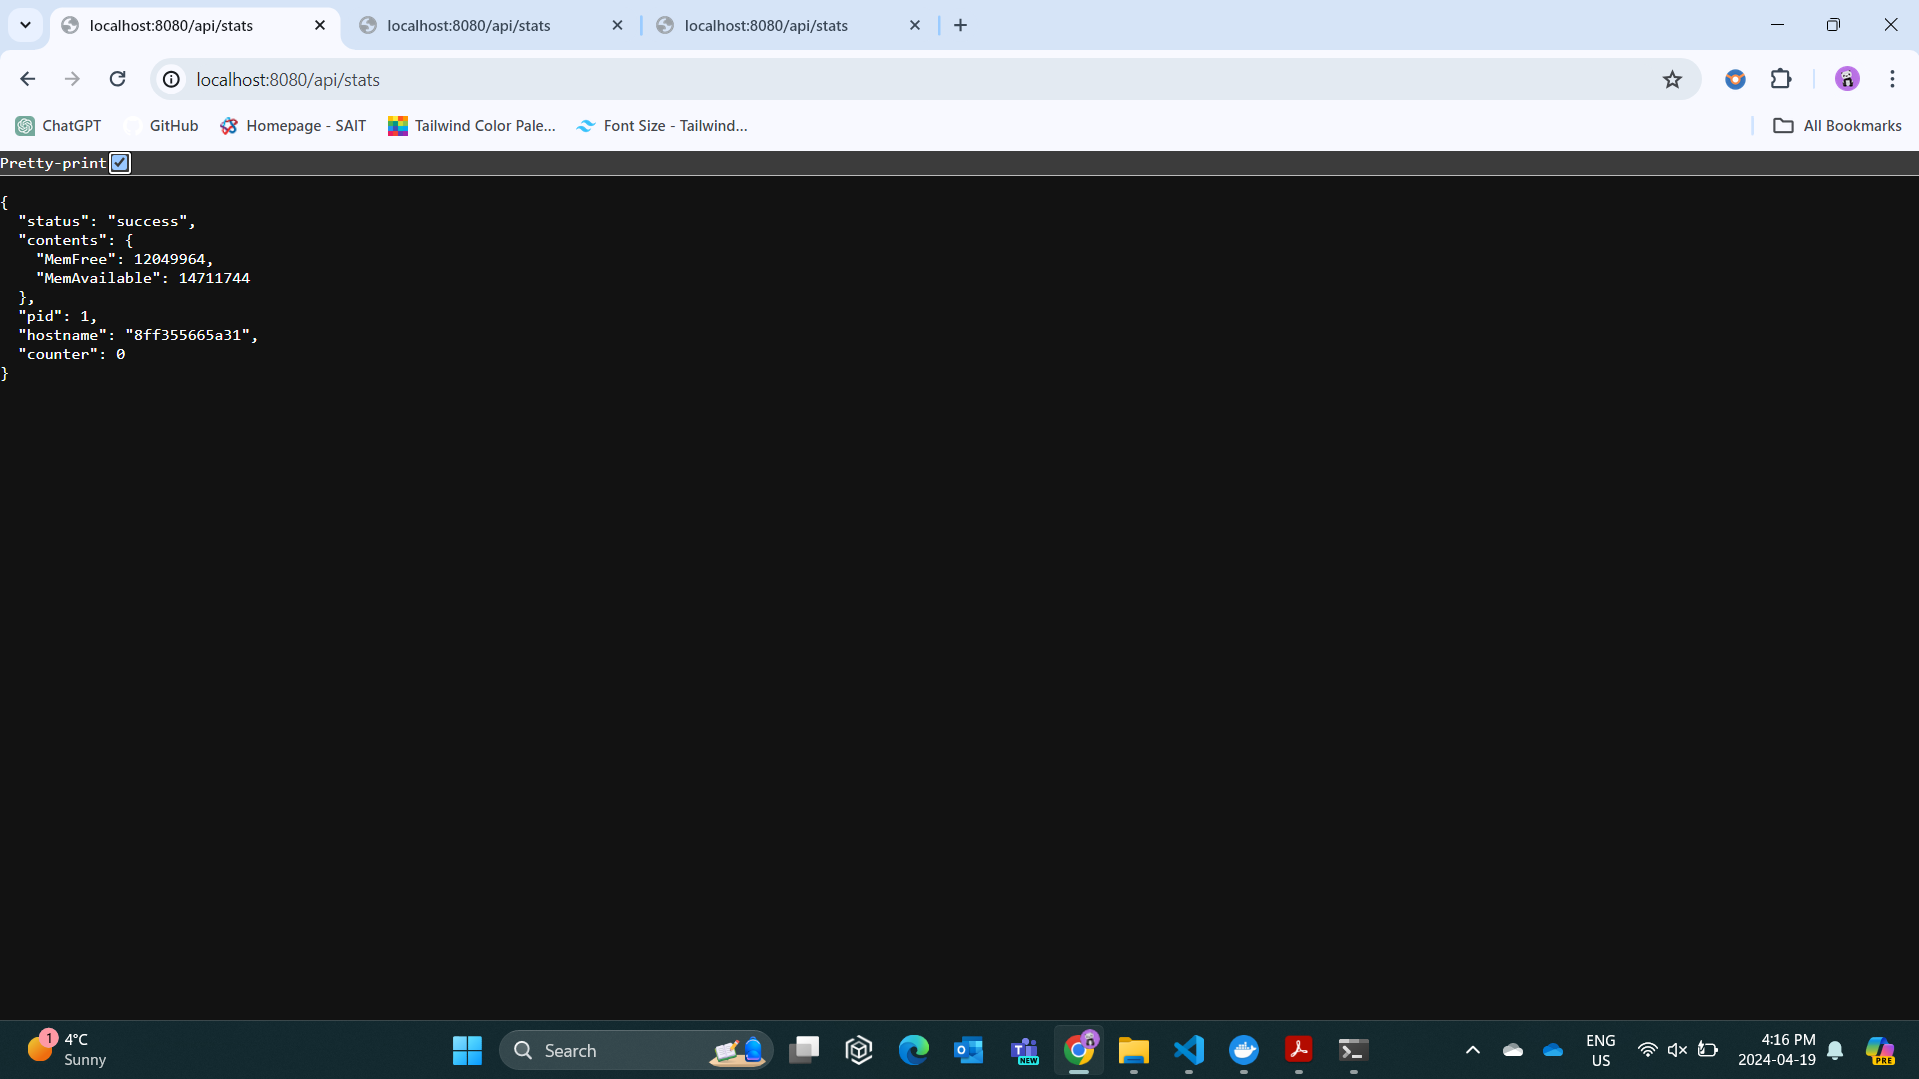 localhost:8080/api/stats localhost:8080/api/stats localhost:8080/api/stats
localhost:8080/api/stats
ChatGPT GitHub Homepage - SAIT Tailwind Color Pale... Font Size - Tailwind... All Bookmarks
Pretty-print
{
  "status": "success",
  "contents": {
    "MemFree": 12049964,
    "MemAvailable": 14711744
  },
  "pid": 1,
  "hostname": "8ff355665a31",
  "counter": 0
}
1 4°C
Sunny
Search
NEW
ENG
US
4:16 PM
2024-04-19
PRE